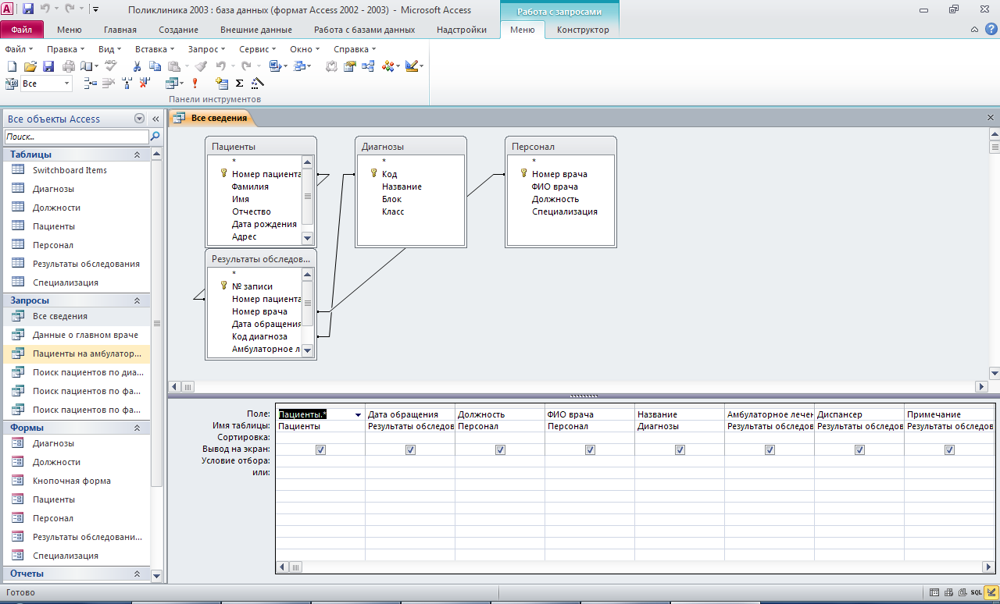 Поликлиника 2003 : база данных (формат Access 2002 - 2003) - Microsoft Access
Работа с запросами
Файл Меню Главная Создание Внешние данные Работа с базами данных Надстройки Меню Конструктор
Файл Правка Вид Вставка Запрос Сервис Окно Справка
Все
Панели инструментов
Все объекты Access
Поиск...
Таблицы
Switchboard Items
Диагнозы
Должности
Пациенты
Персонал
Результаты обследования
Специализация
Запросы
Все сведения
Данные о главном враче
Пациенты на амбулатор...
Поиск пациентов по диа...
Поиск пациентов по фа...
Поиск пациентов по фа...
Формы
Диагнозы
Должности
Кнопочная форма
Пациенты
Персонал
Результаты обследовани...
Специализация
Отчеты
Все сведения
Пациенты
*
Номер пациента
Фамилия
Имя
Отчество
Дата рождения
Адрес
Диагнозы
*
Код
Название
Блок
Класс
Персонал
*
Номер врача
ФИО врача
Должность
Специализация
Результаты обследов...
*
№ записи
Номер пациента
Номер врача
Дата обращения
Код диагноза
Амбулаторное л
Поле: Пациенты.* Дата обращения Должность ФИО врача Название Амбулаторное лечен Диспансер Примечание
Имя таблицы: Пациенты Результаты обследов Персонал Персонал Диагнозы Результаты обследов Результаты обследов Результаты обследов
Сортировка:
Вывод на экран:
Условие отбора:
или:
Готово
SQL